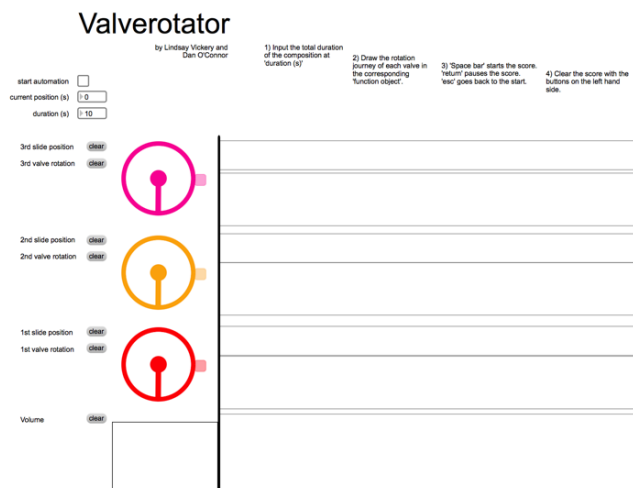 Valverotator
by Lindsay Vickery and
Dan O'Connor
1) Input the total duration
of the composition at
'duration (s)'
2) Draw the rotation
journey of each valve in
the corresponding
'function object'.
3) 'Space bar' starts the score.
'return' pauses the score.
'esc' goes back to the start.
4) Clear the score with the
buttons on the left hand
side.
start automation
current position (s) 0
duration (s) 10
3rd slide position clear
3rd valve rotation clear
2nd slide position clear
2nd valve rotation clear
1st slide position clear
1st valve rotation clear
Volume clear